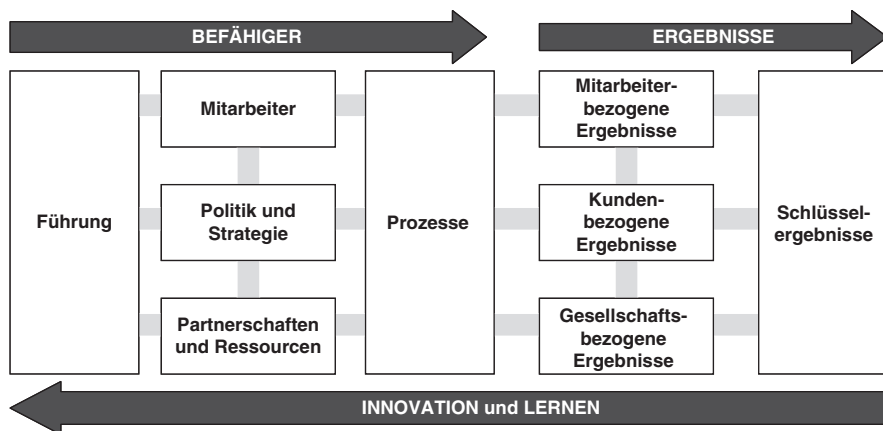 BEFÄHIGER
ERGEBNISSE
Führung
Mitarbeiter
Politik und
Strategie
Partnerschaften
und Ressourcen
Prozesse
Mitarbeiter-
bezogene
Ergebnisse
Kunden-
bezogene
Ergebnisse
Gesellschafts-
bezogene
Ergebnisse
Schlüssel-
ergebnisse
INNOVATION und LERNEN